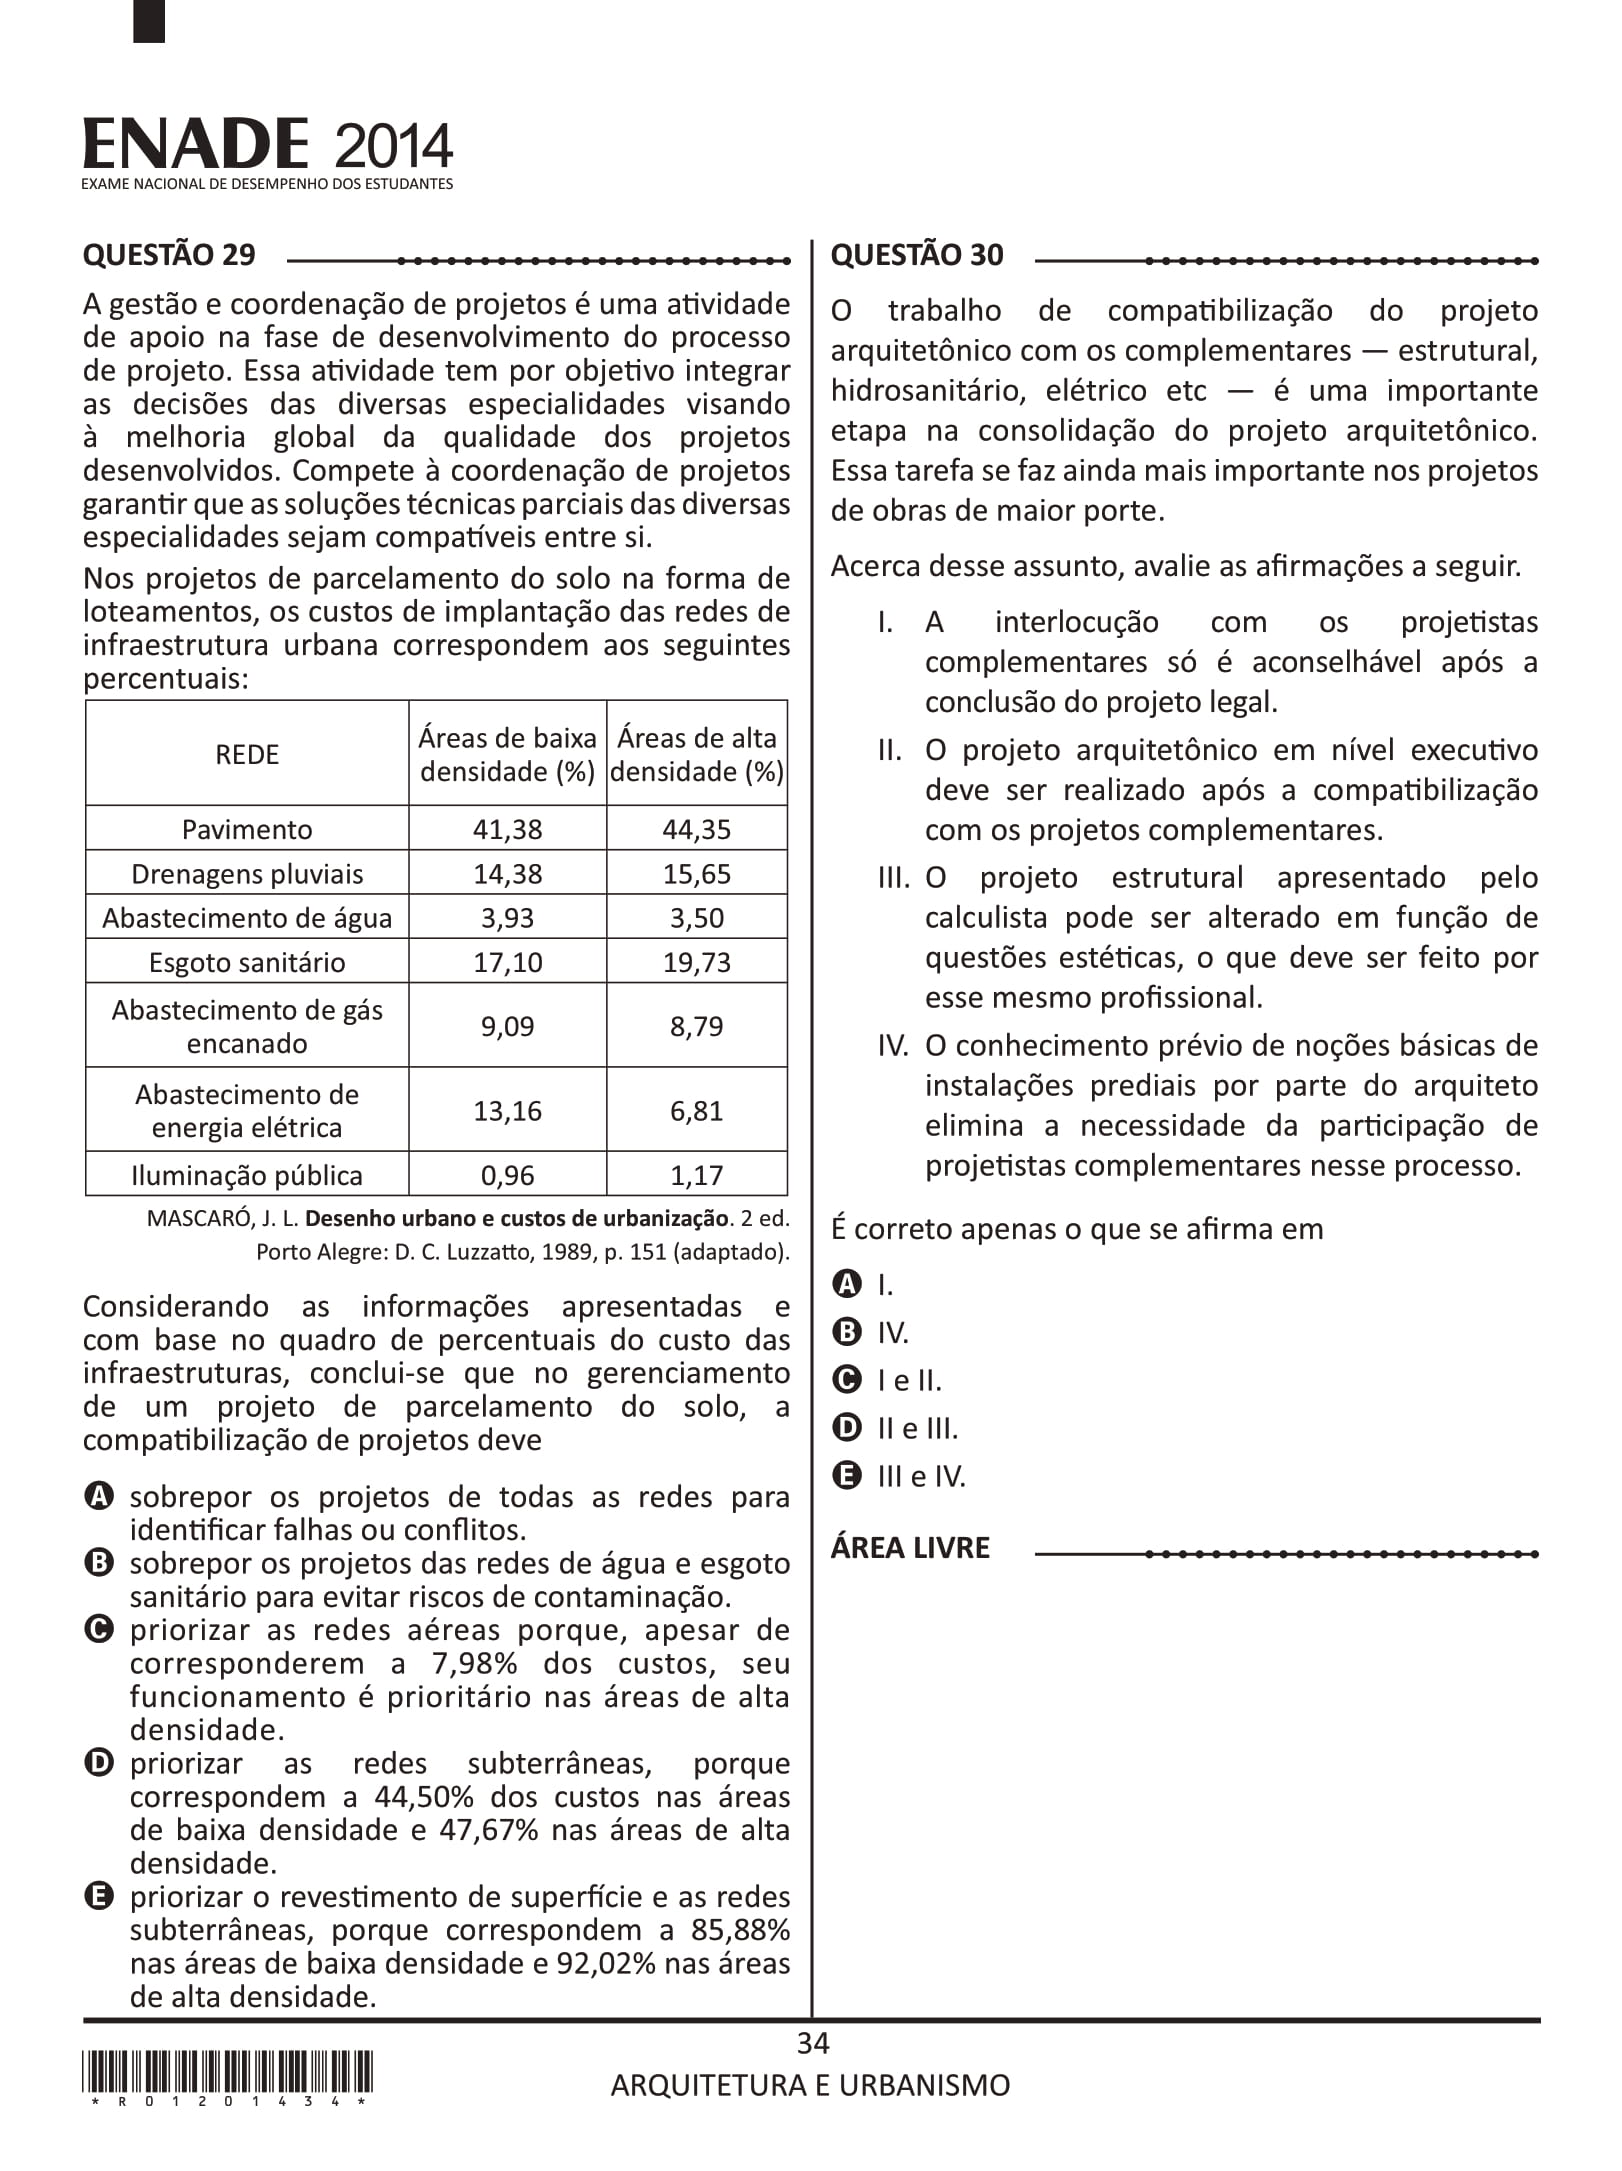 ENADE 2014
EXAME NACIONAL DE DESEMPENHO DOS ESTUDANTES
QUESTÃO 29
A gestão e coordenação de projetos é uma atividade
de apoio na fase de desenvolvimento do processo
de projeto. Essa atividade tem por objetivo integrar
as decisões das diversas especialidades visando
à melhoria global da qualidade dos projetos
desenvolvidos. Compete à coordenação de projetos
garantir que as soluções técnicas parciais das diversas
especialidades sejam compatíveis entre si.
Nos projetos de parcelamento do solo na forma de
loteamentos, os custos de implantação das redes de
infraestrutura urbana correspondem aos seguintes
percentuais:
REDE
Áreas de baixa
densidade (%)
Áreas de alta
densidade (%)
Pavimento 41,38 44,35
Drenagens pluviais 14,38 15,65
Abastecimento de água 3,93 3,50
Esgoto sanitário 17,10 19,73
Abastecimento de gás
encanado 9,09 8,79
Abastecimento de
energia elétrica 13,16 6,81
Iluminação pública 0,96 1,17
MASCARÓ, J. L. Desenho urbano e custos de urbanização. 2 ed.
Porto Alegre: D. C. Luzzatto, 1989, p. 151 (adaptado).
Considerando as informações apresentadas e
com base no quadro de percentuais do custo das
infraestruturas, conclui-se que no gerenciamento
de um projeto de parcelamento do solo, a
compatibilização de projetos deve
A sobrepor os projetos de todas as redes para
identificar falhas ou conflitos.
B sobrepor os projetos das redes de água e esgoto
sanitário para evitar riscos de contaminação.
C priorizar as redes aéreas porque, apesar de
corresponderem a 7,98% dos custos, seu
funcionamento é prioritário nas áreas de alta
densidade.
D priorizar as redes subterrâneas, porque
correspondem a 44,50% dos custos nas áreas
de baixa densidade e 47,67% nas áreas de alta
densidade.
E priorizar o revestimento de superfície e as redes
subterrâneas, porque correspondem a 85,88%
nas áreas de baixa densidade e 92,02% nas áreas
de alta densidade.
QUESTÃO 30
O trabalho de compatibilização do projeto
arquitetônico com os complementares — estrutural,
hidrosanitário, elétrico etc — é uma importante
etapa na consolidação do projeto arquitetônico.
Essa tarefa se faz ainda mais importante nos projetos
de obras de maior porte.
Acerca desse assunto, avalie as afirmações a seguir.
I. A interlocução com os projetistas
complementares só é aconselhável após a
conclusão do projeto legal.
II. O projeto arquitetônico em nível executivo
deve ser realizado após a compatibilização
com os projetos complementares.
III. O projeto estrutural apresentado pelo
calculista pode ser alterado em função de
questões estéticas, o que deve ser feito por
esse mesmo profissional.
IV. O conhecimento prévio de noções básicas de
instalações prediais por parte do arquiteto
elimina a necessidade da participação de
projetistas complementares nesse processo.
É correto apenas o que se afirma em
A I.
B IV.
C I e II.
D II e III.
E III e IV.
ÁREA LIVRE
34
ARQUITETURA E URBANISMO
*R01201434*